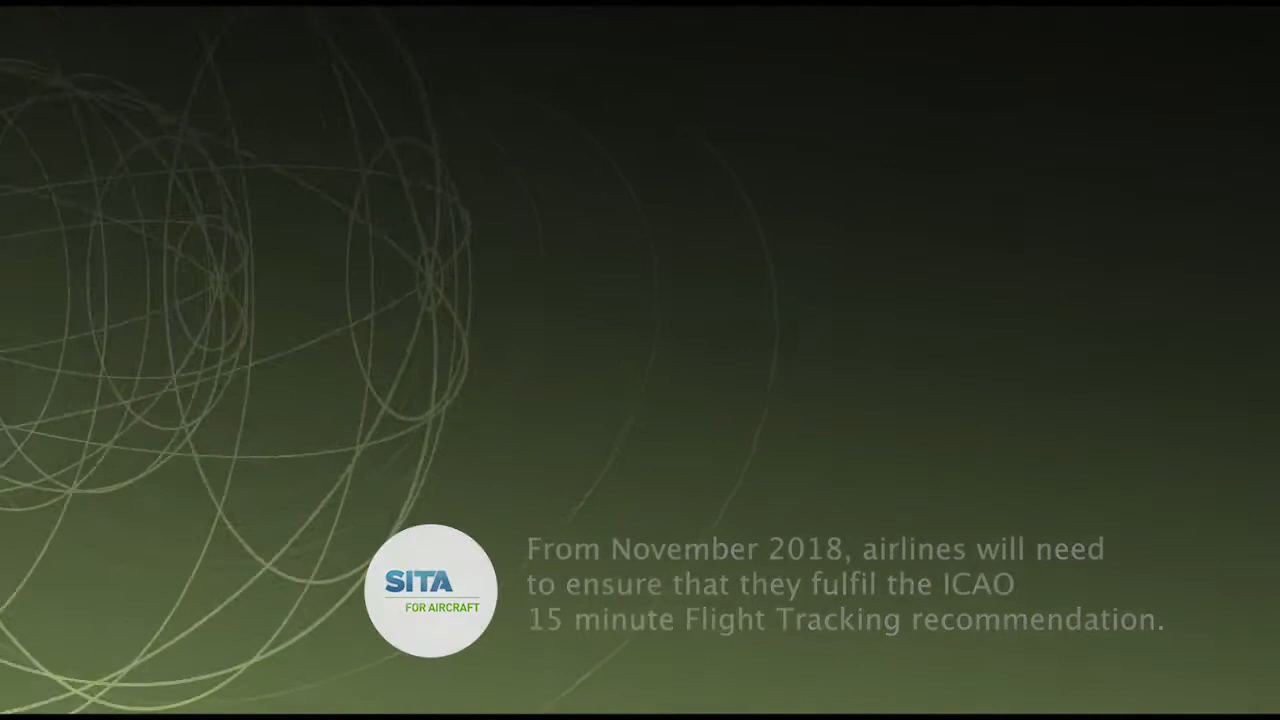 SITA
FOR AIRCRAFT
From November 2018, airlines will need
to ensure that they fulfil the ICAO
15 minute Flight Tracking recommendation.